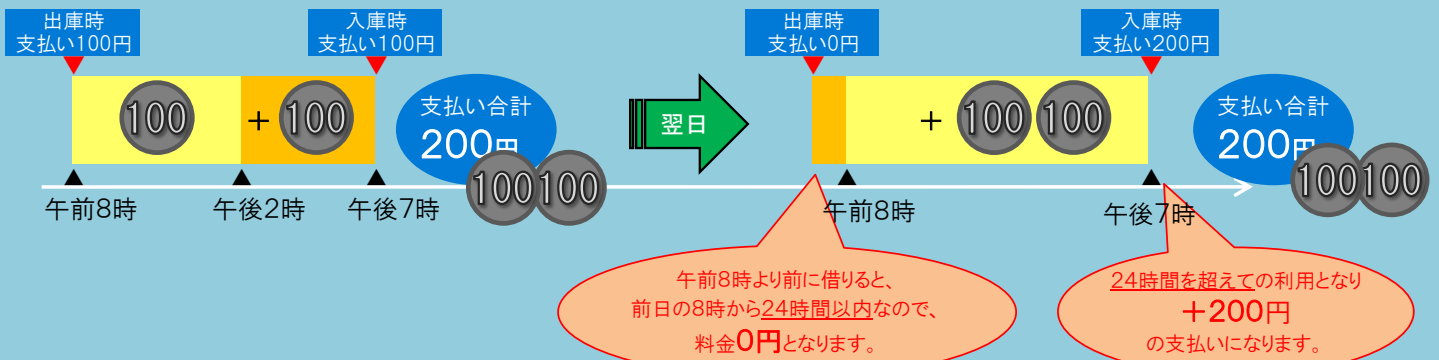 出庫時
支払い100円
入庫時
支払い100円
100
+ 100
支払い合計
200円
100 100
午前8時
午後2時
午後7時
翌日
出庫時
支払い0円
入庫時
支払い200円
+ 100 100
支払い合計
200円
100 100
午前8時
午後7時
午前8時より前に借りると、
前日の8時から24時間以内なので、
料金0円となります。
24時間を超えての利用となり
+200円
の支払いになります。